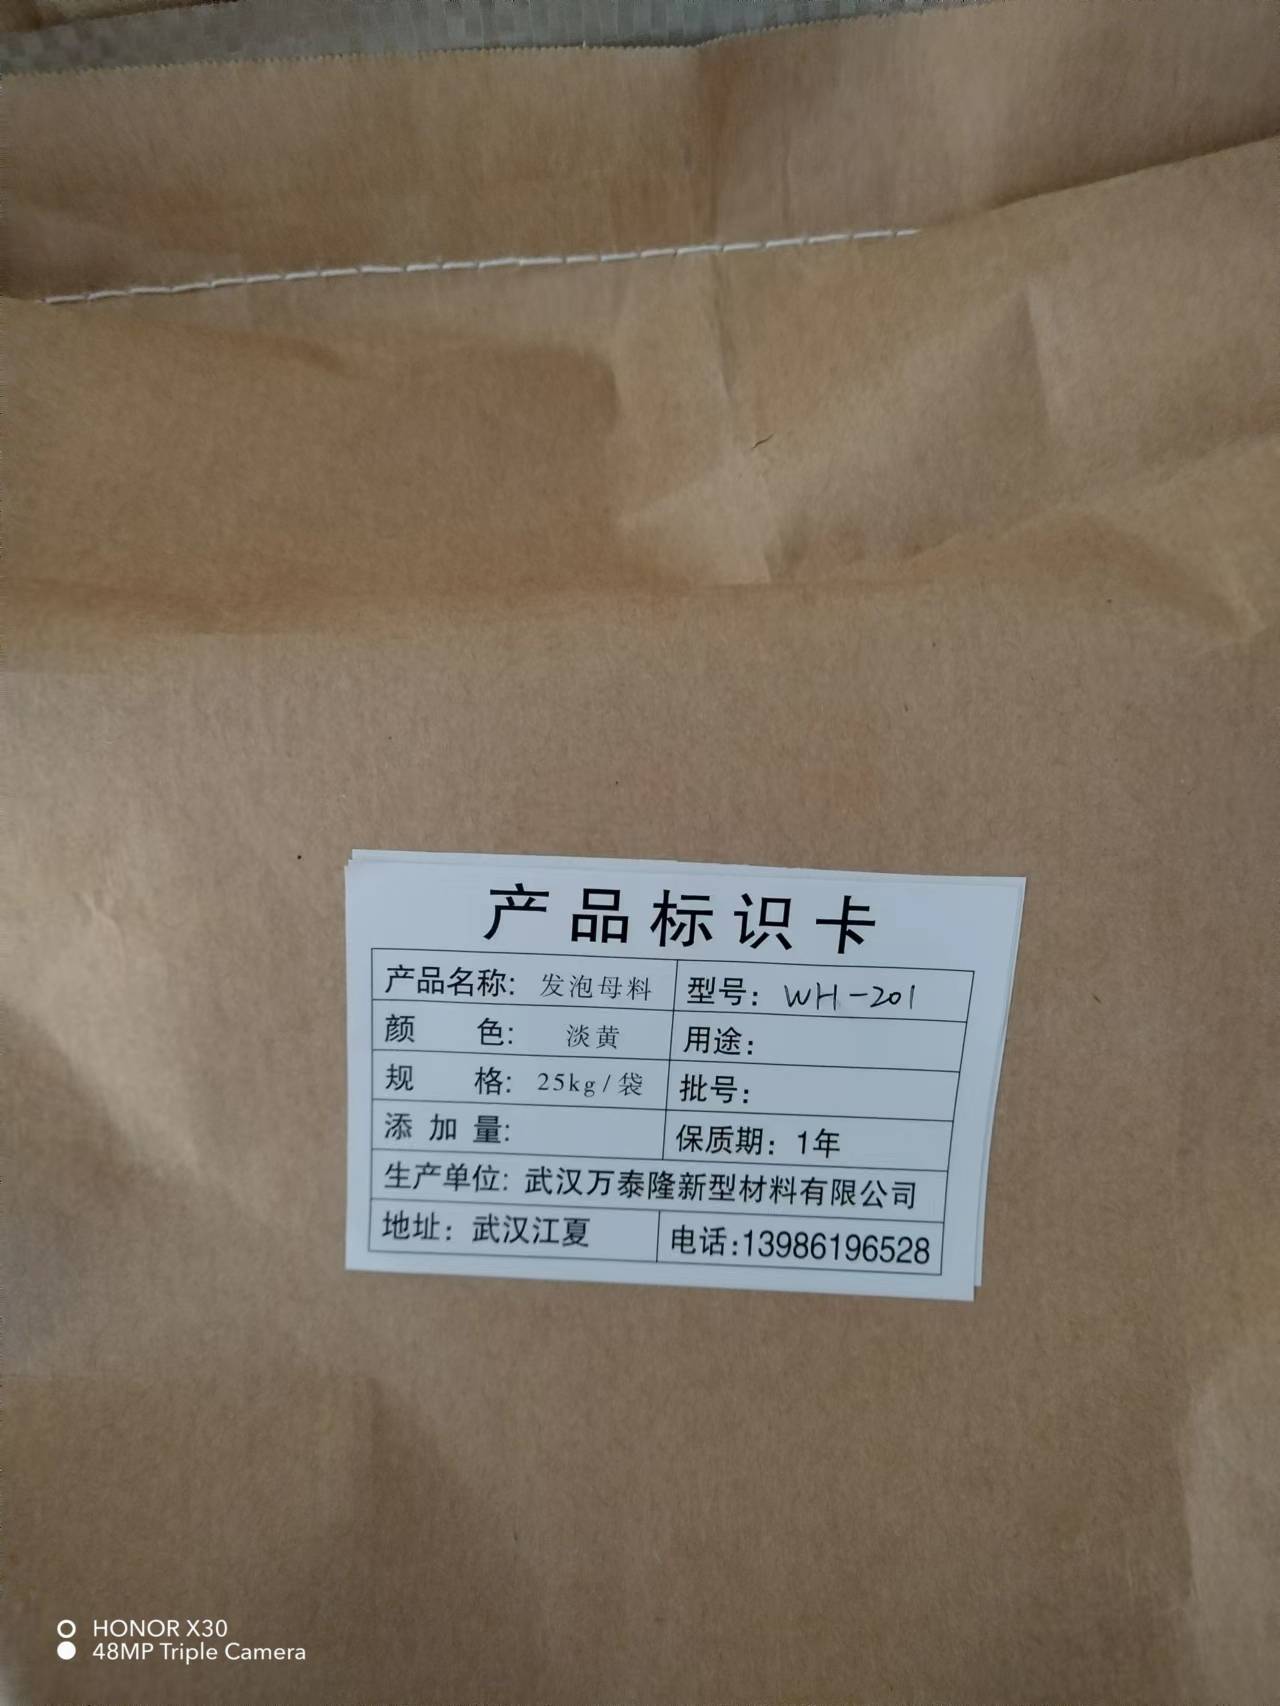 产品标识卡
产品名称: 发泡母料 型号: WH-201
颜 色: 淡黄 用途:
规 格: 25kg/袋 批号:
添加量: 保质期: 1年
生产单位: 武汉万泰隆新型材料有限公司
地址: 武汉江夏 电话:13986196528
HONOR X30
48MP Triple Camera